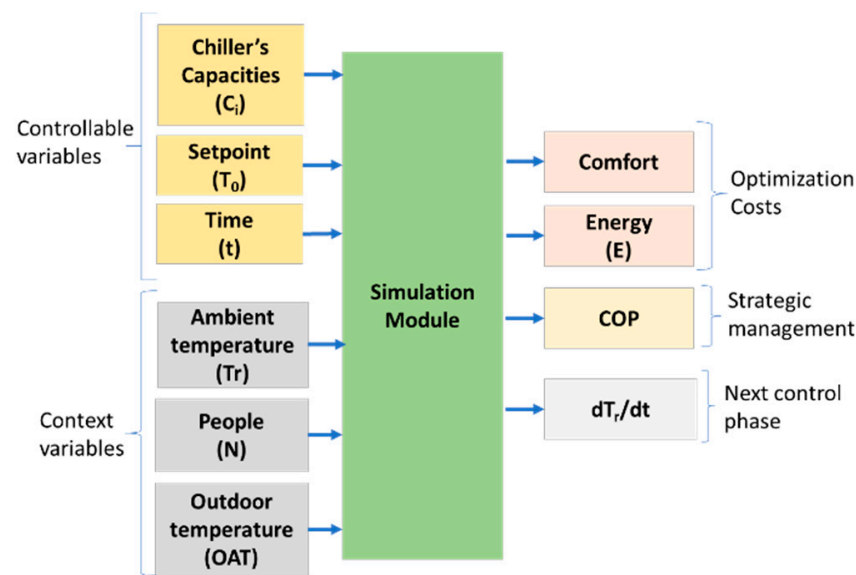 Controllable
variables
Chiller's
Capacities
(Cᵢ)
Setpoint
(T₀)
Time
(t)
Context
variables
Ambient
temperature
(Tr)
People
(N)
Outdoor
temperature
(OAT)
Simulation
Module
Comfort
Energy
(E)
Optimization
Costs
COP
Strategic
management
dTᵣ/dt
Next control
phase